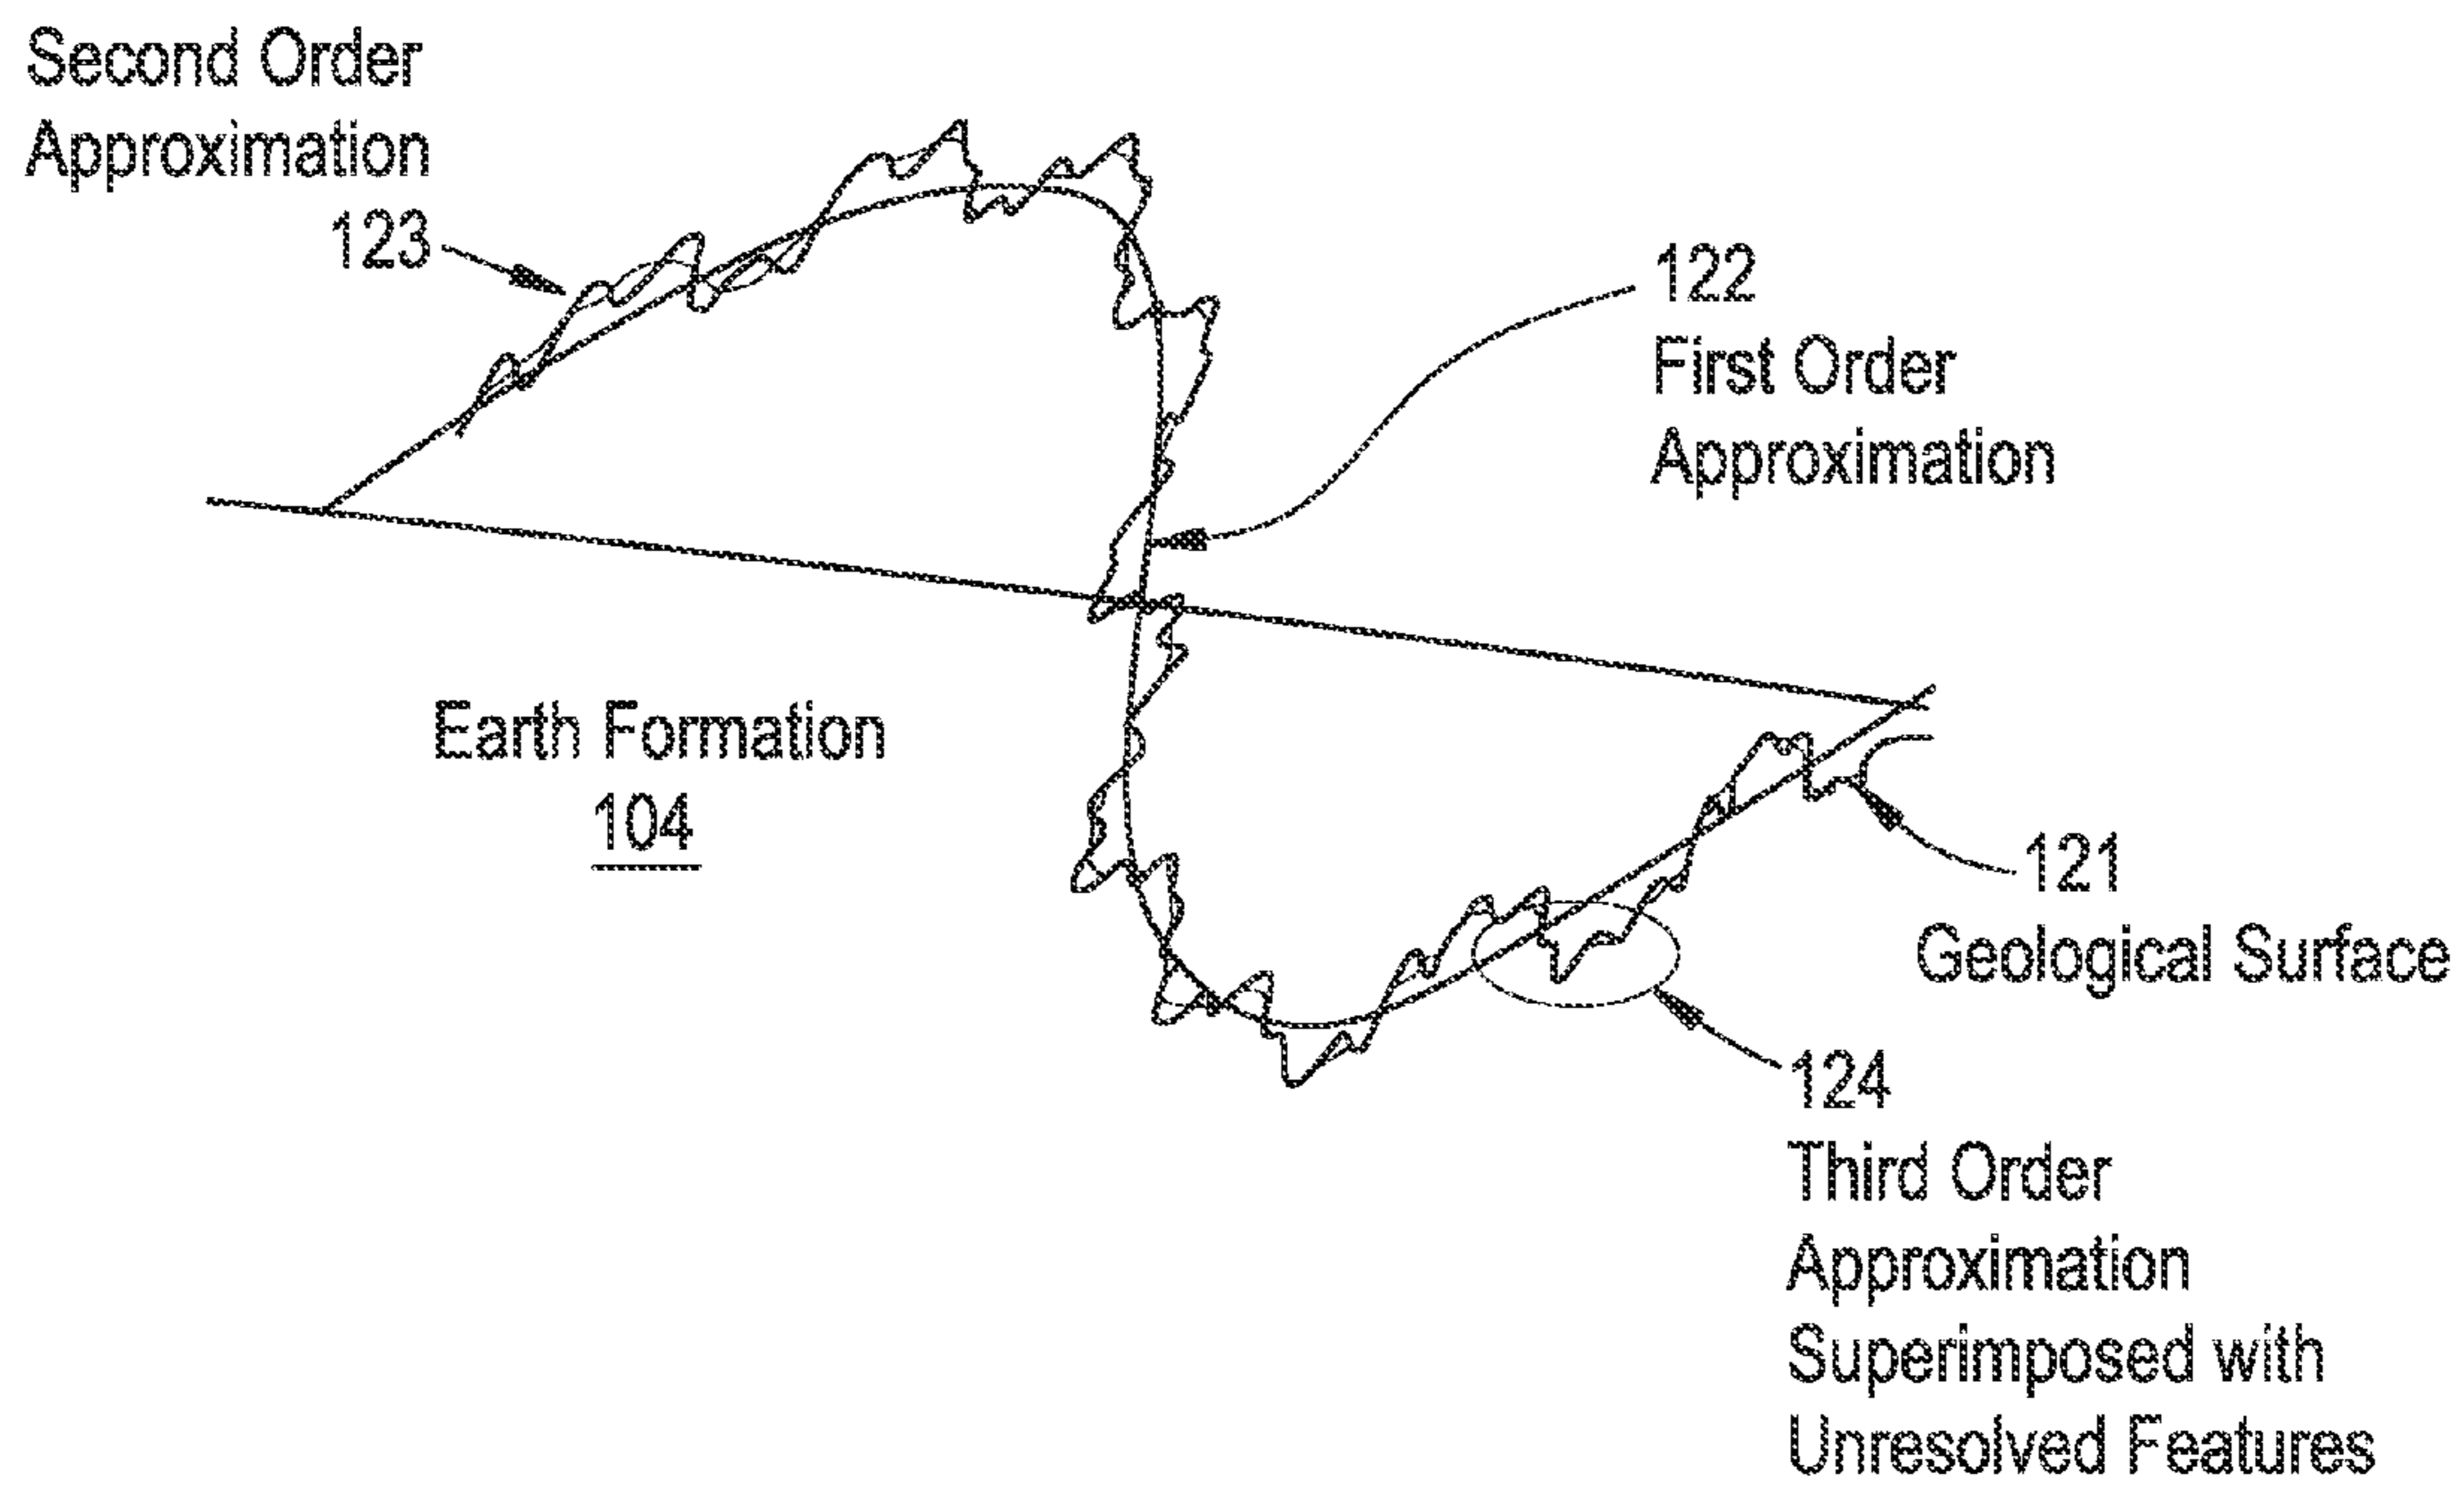 Second Order
Approximation
123
122
First Order
Approximation
Earth Formation
104
121
Geological Surface
124
Third Order
Approximation
Superimposed with
Unresolved Features